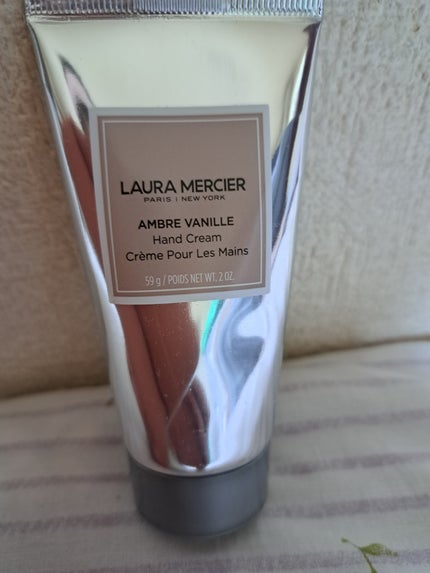 LAURA MERCIER
PARIS | NEW YORK
AMBRE VANILLE
Hand Cream
Crème Pour Les Mains
59 g / POIDS NET WT. 2 OZ.